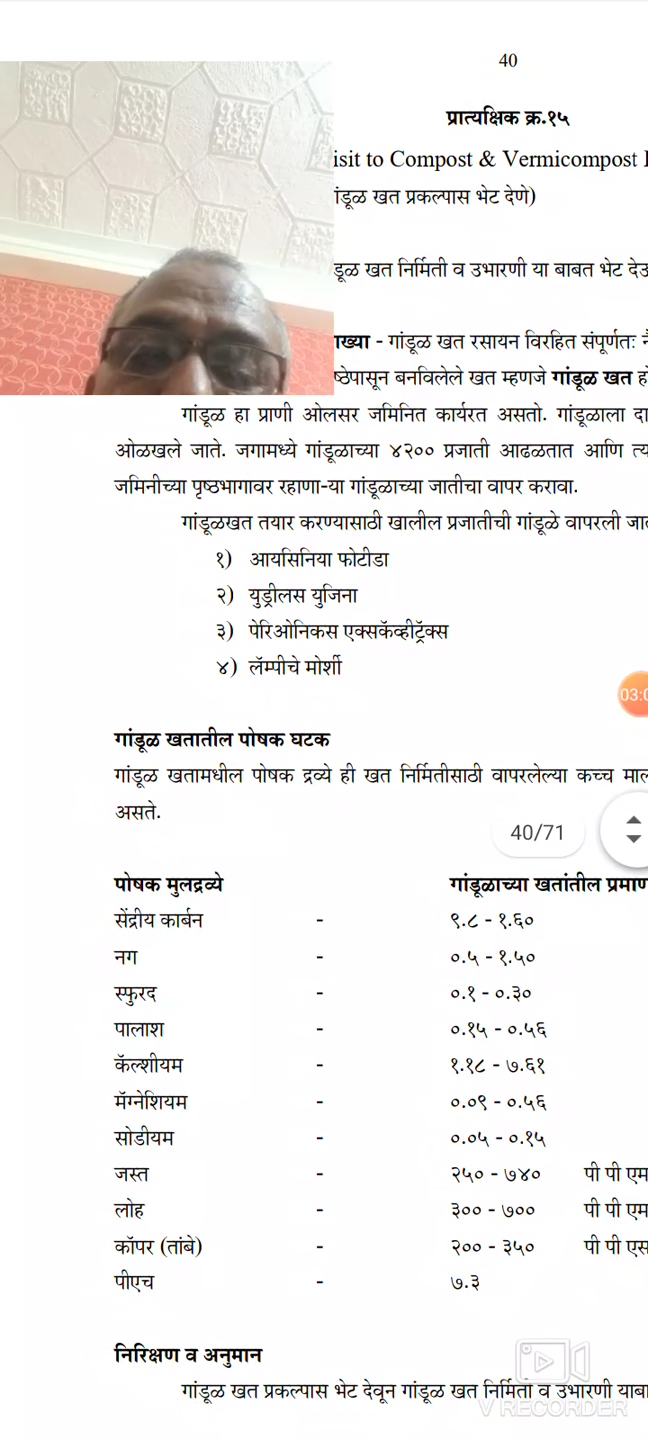 40
प्रात्यक्षिक क्र.१५
isit to Compost & Vermicompost
ांडूळ खत प्रकल्पास भेट देणे)
डूळ खत निर्मिती व उभारणी या बाबत भेट देऊ
ाख्या - गांडूळ खत रसायन विरहित संपूर्णतः नै
ष्ठेपासून बनविलेले खत म्हणजे गांडूळ खत हो
गांडूळ हा प्राणी ओलसर जमिनित कार्यरत असतो. गांडूळाला दा
ओळखले जाते. जगामध्ये गांडूळाच्या ४२०० प्रजाती आढळतात आणि त्य
जमिनीच्या पृष्ठभागावर रहाणा-या गांडूळाच्या जातीचा वापर करावा.
गांडूळखत तयार करण्यासाठी खालील प्रजातीची गांडूळे वापरली जात
१) आयसिनिया फोटीडा
२) युड्रीलस युजिना
३) पेरिओनिकस एक्सकॅव्हीट्रॅक्स
४) लॅम्पीचे मोर्शी
03:0
गांडूळ खतातील पोषक घटक
गांडूळ खतामधील पोषक द्रव्ये ही खत निर्मितीसाठी वापरलेल्या कच्च माल
असते.
40/71
पोषक मुलद्रव्ये गांडूळाच्या खतांतील प्रमाण
सेंद्रीय कार्बन - ९.८ - १.६०
नग - ०.५ - १.५०
स्फुरद - ०.१ - ०.३०
पालाश - ०.१५ - ०.५६
कॅल्शीयम - १.१८ - ७.६१
मॅग्नेशियम - ०.०९ - ०.५६
सोडीयम - ०.०५ - ०.१५
जस्त - २५० - ७४० पी पी एम
लोह - ३०० - ७०० पी पी एम
कॉपर (तांबे) - २०० - ३५० पी पी एस
पीएच - ७.३
निरिक्षण व अनुमान
गांडूळ खत प्रकल्पास भेट देवून गांडूळ खत निर्मिती व उभारणी याबा
V RECORDER